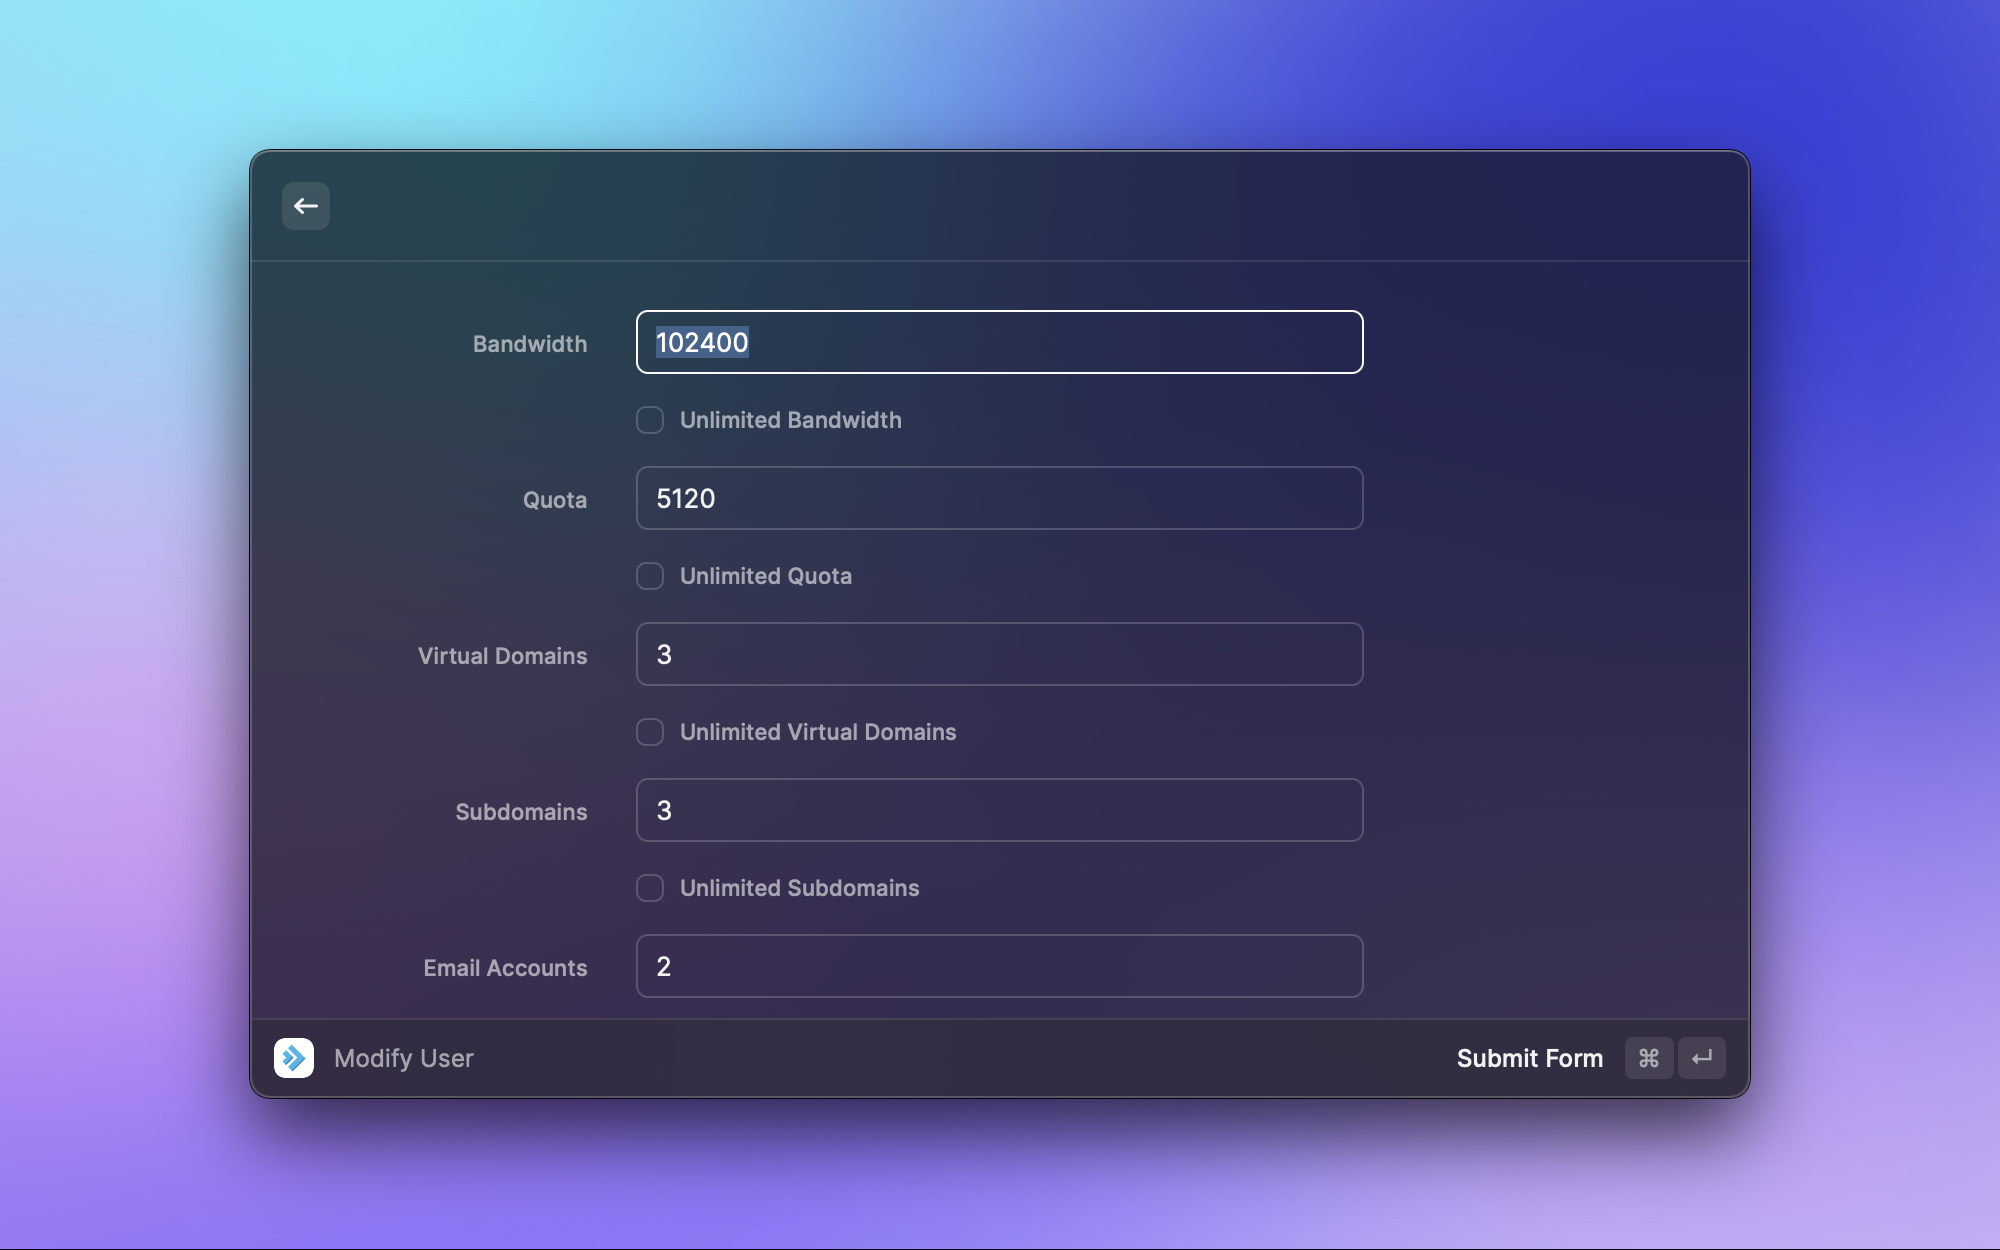 Bandwidth
102400
Unlimited Bandwidth
Quota
5120
Unlimited Quota
Virtual Domains
3
Unlimited Virtual Domains
Subdomains
3
Unlimited Subdomains
Email Accounts
2
Modify User
Submit Form ⌘ ↵